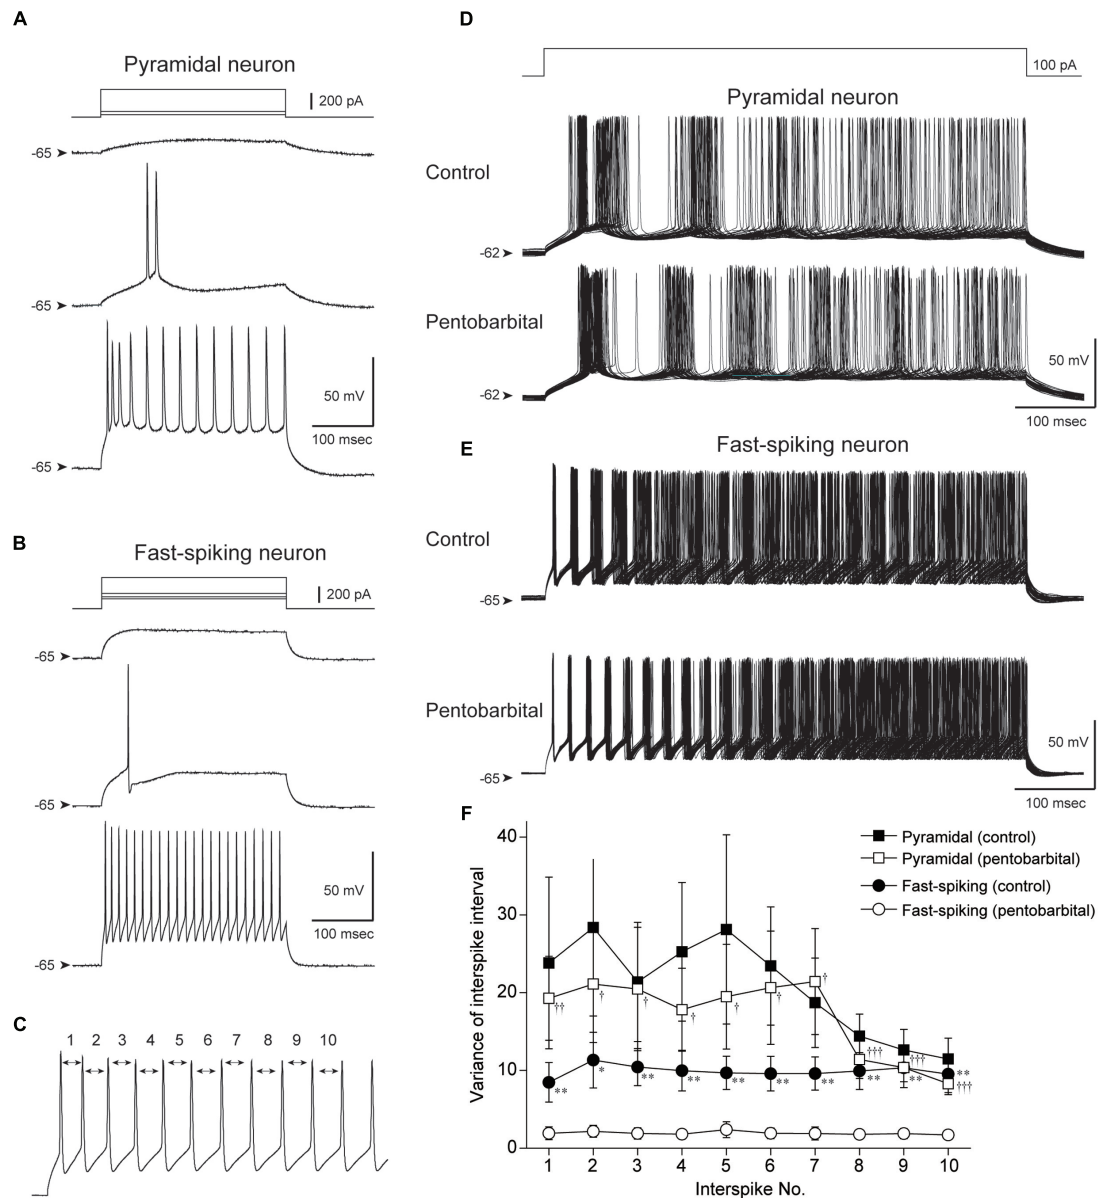 A
Pyramidal neuron
200 pA
-65
-65
50 mV
100 msec
-65
B
Fast-spiking neuron
200 pA
-65
-65
50 mV
100 msec
-65
C
1 2 3 4 5 6 7 8 9 10
D
100 pA
Pyramidal neuron
Control
-62
Pentobarbital
50 mV
-62
100 msec
E
Fast-spiking neuron
Control
-65
Pentobarbital
50 mV
-65
100 msec
F
Variance of interspike interval
40
30
20
10
0
Pyramidal (control)
Pyramidal (pentobarbital)
Fast-spiking (control)
Fast-spiking (pentobarbital)
†† † † † † † † ††† ††† †††
** * ** ** ** ** ** ** ** **
1 2 3 4 5 6 7 8 9 10
Interspike No.